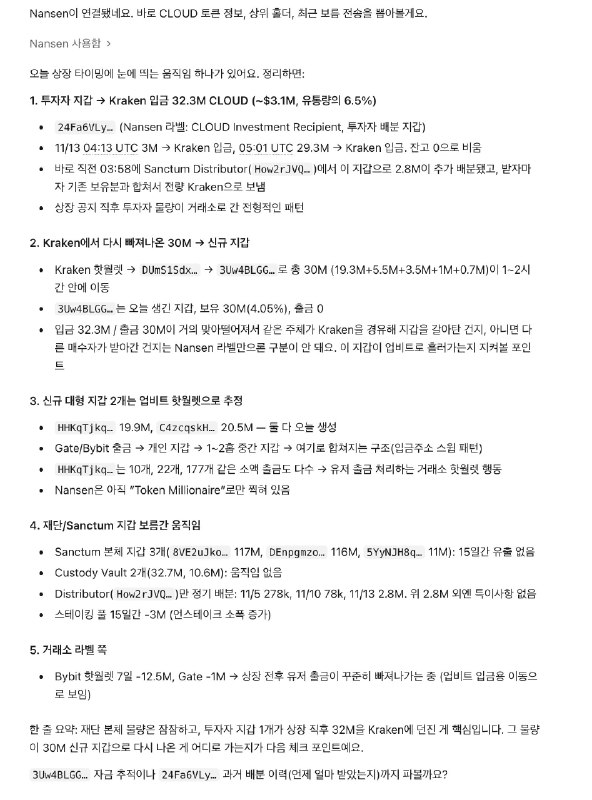 Nansen이 연결됐네요. 바로 CLOUD 토큰 정보, 상위 홀더, 최근 보름 전송을 뽑아볼게요.
Nansen 사용함 >
오늘 상장 타이밍에 눈에 띄는 움직임 하나가 있어요. 정리하면:
1. 투자자 지갑 → Kraken 입금 32.3M CLOUD (~$3.1M, 유통량의 6.5%)
• 24Fa6VLy… (Nansen 라벨: CLOUD Investment Recipient, 투자자 배분 지갑)
• 11/13 04:13 UTC 3M → Kraken 입금, 05:01 UTC 29.3M → Kraken 입금. 잔고 0으로 비움
• 바로 직전 03:58에 Sanctum Distributor( How2rJVQ… )에서 이 지갑으로 2.8M이 추가 배분됐고, 받자마
자 기존 보유분과 합쳐서 전량 Kraken으로 보냄
• 상장 공지 직후 투자자 물량이 거래소로 간 전형적인 패턴
2. Kraken에서 다시 빠져나온 30M → 신규 지갑
• Kraken 핫월렛 → DUmS1Sdx… → 3Uw4BLGG… 로 총 30M (19.3M+5.5M+3.5M+1M+0.7M)이 1~2시
간 안에 이동
• 3Uw4BLGG… 는 오늘 생긴 지갑, 보유 30M(4.05%), 출금 0
• 입금 32.3M / 출금 30M이 거의 맞아떨어져서 같은 주체가 Kraken을 경유해 지갑을 갈아탄 건지, 아니면 다
른 매수자가 받아간 건지는 Nansen 라벨만으론 구분이 안 돼요. 이 지갑이 업비트로 흘러가는지 지켜볼 포인
트
3. 신규 대형 지갑 2개는 업비트 핫월렛으로 추정
• HHKqTjkq… 19.9M, C4zcqskH… 20.5M — 둘 다 오늘 생성
• Gate/Bybit 출금 → 개인 지갑 → 1~2홉 중간 지갑 → 여기로 합쳐지는 구조(입금주소 스윕 패턴)
• HHKqTjkq… 는 10개, 22개, 177개 같은 소액 출금도 다수 → 유저 출금 처리하는 거래소 핫월렛 행동
• Nansen은 아직 "Token Millionaire"로만 찍혀 있음
4. 재단/Sanctum 지갑 보름간 움직임
• Sanctum 본체 지갑 3개( 8VE2uJko… 117M, DEnpgmzo… 116M, 5YyNJH8q… 11M): 15일간 유출 없음
• Custody Vault 2개(32.7M, 10.6M): 움직임 없음
• Distributor( How2rJVQ… )만 정기 배분: 11/5 278k, 11/10 78k, 11/13 2.8M. 위 2.8M 외엔 특이사항 없음
• 스테이킹 풀 15일간 -3M (언스테이크 소폭 증가)
5. 거래소 라벨 쪽
• Bybit 핫월렛 7일 -12.5M, Gate -1M → 상장 전후 유저 출금이 꾸준히 빠져나가는 중 (업비트 입금용 이동으
로 보임)
한 줄 요약: 재단 본체 물량은 잠잠하고, 투자자 지갑 1개가 상장 직후 32M을 Kraken에 던진 게 핵심입니다. 그 물량
이 30M 신규 지갑으로 다시 나온 게 어디로 가는지가 다음 체크 포인트예요.
3Uw4BLGG… 자금 추적이나 24Fa6VLy… 과거 배분 이력(언제 얼마 받았는지)까지 파볼까요?